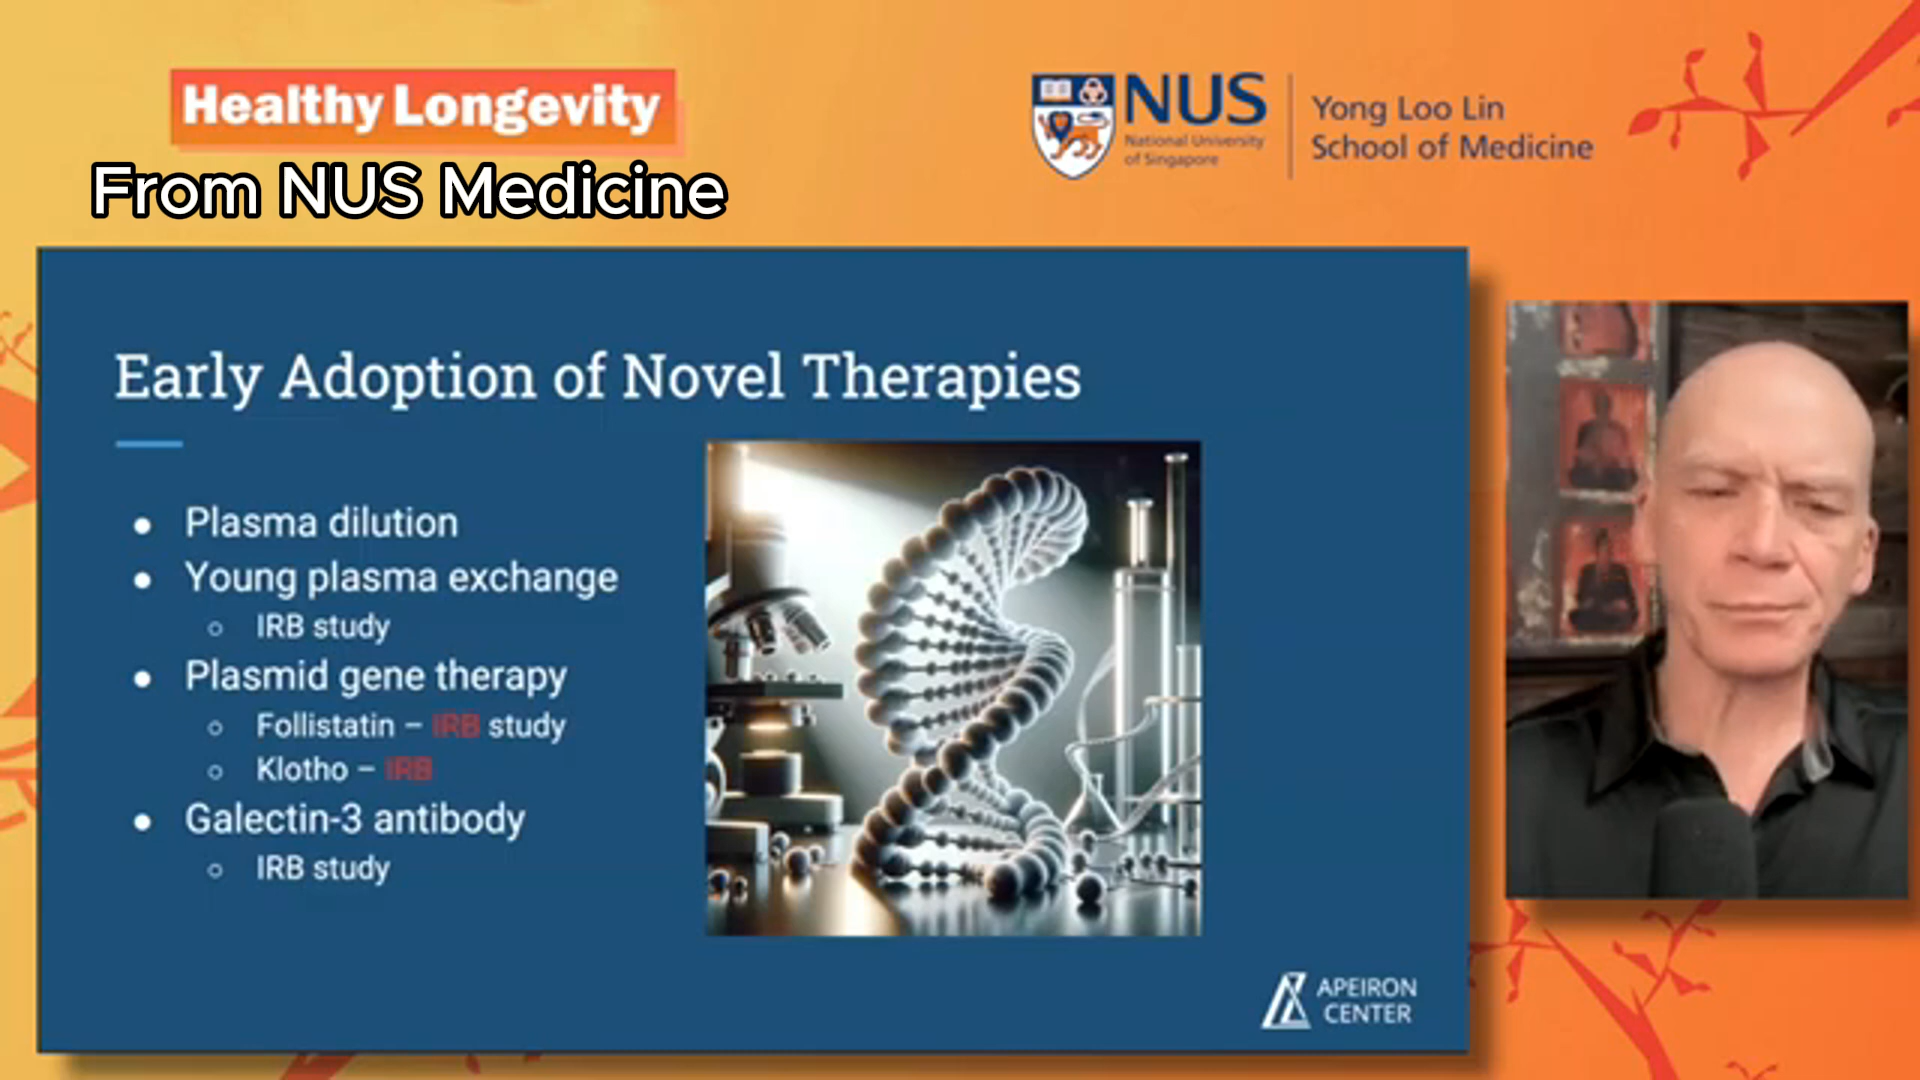 Healthy Longevity
From NUS Medicine
NUS
National University
of Singapore
Yong Loo Lin
School of Medicine
Early Adoption of Novel Therapies
Plasma dilution
Young plasma exchange
IRB study
Plasmid gene therapy
Follistatin – IRB study
Klotho – IRB
Galectin-3 antibody
IRB study
APEIRON
CENTER